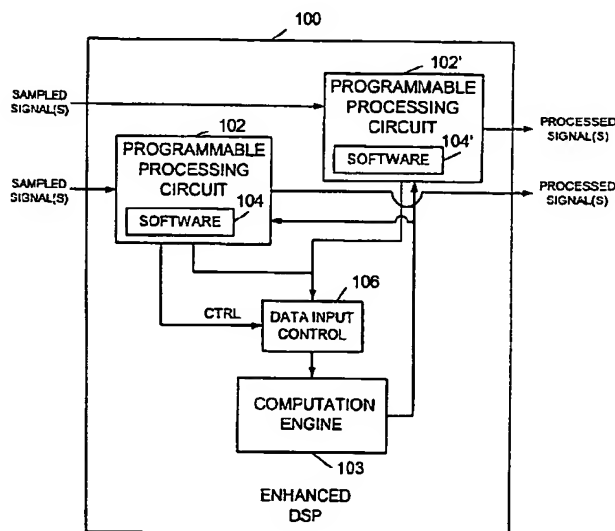 100
SAMPLED
SIGNAL(S)
102'
PROGRAMMABLE
PROCESSING
CIRCUIT
SOFTWARE
104'
PROCESSED
SIGNAL(S)
SAMPLED
SIGNAL(S)
102
PROGRAMMABLE
PROCESSING
CIRCUIT
SOFTWARE
104
PROCESSED
SIGNAL(S)
106
CTRL
DATA INPUT
CONTROL
COMPUTATION
ENGINE
103
ENHANCED
DSP